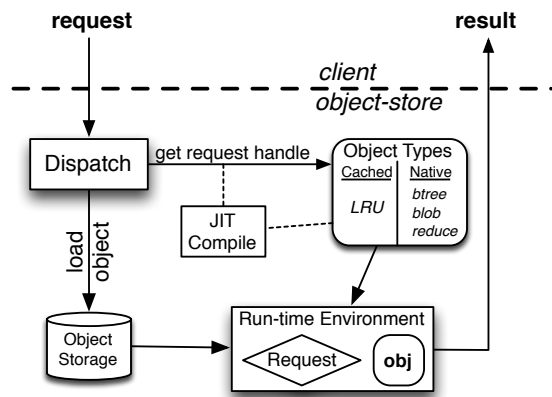 request
result
client
object-store
Dispatch
get request handle
Object Types
Cached
Native
LRU
btree
blob
reduce
JIT
Compile
load
object
Object
Storage
Run-time Environment
Request
obj